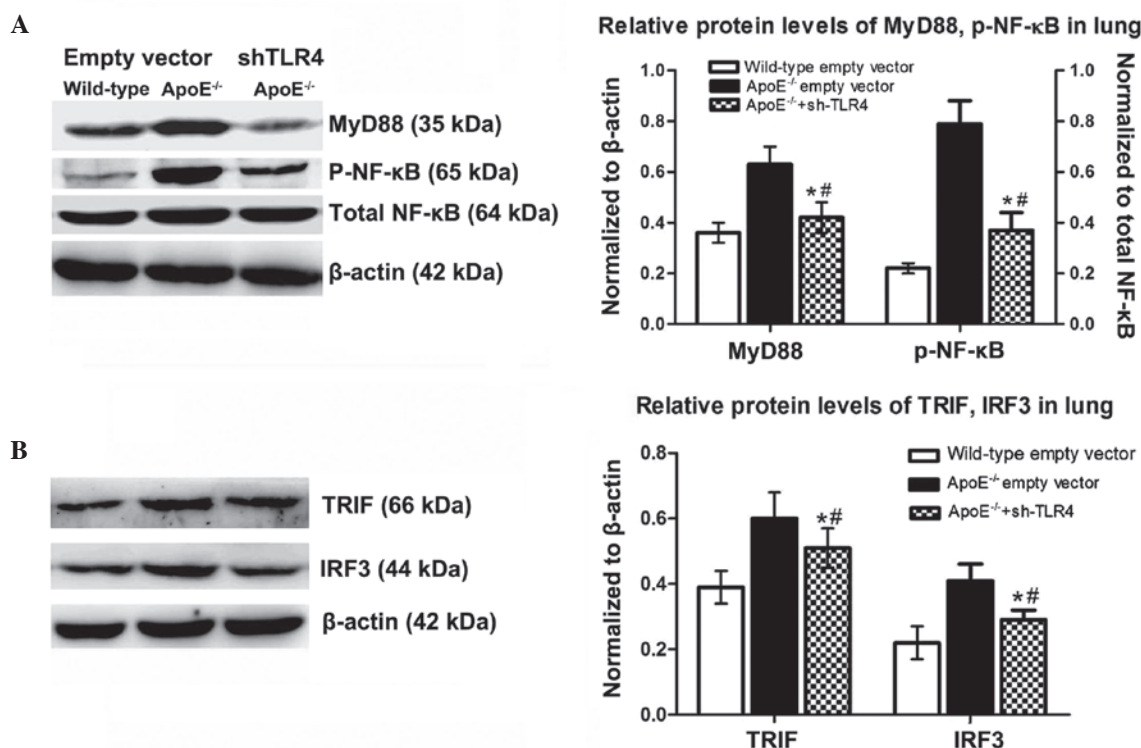 A
Empty vector shTLR4
Wild-type ApoE-/- ApoE-/-
MyD88 (35 kDa)
P-NF-κB (65 kDa)
Total NF-κB (64 kDa)
β-actin (42 kDa)
Relative protein levels of MyD88, p-NF-κB in lung
Normalized to β-actin
1.0
0.8
0.6
0.4
0.2
0.0
Wild-type empty vector
ApoE-/- empty vector
ApoE-/-+sh-TLR4
*#
*#
MyD88 p-NF-κB
1.0
0.8
0.6
0.4
0.2
0.0
Normalized to total NF-κB
B
TRIF (66 kDa)
IRF3 (44 kDa)
β-actin (42 kDa)
Relative protein levels of TRIF, IRF3 in lung
Normalized to β-actin
0.8
0.6
0.4
0.2
0.0
Wild-type empty vector
ApoE-/- empty vector
ApoE-/-+sh-TLR4
*#
*#
TRIF IRF3